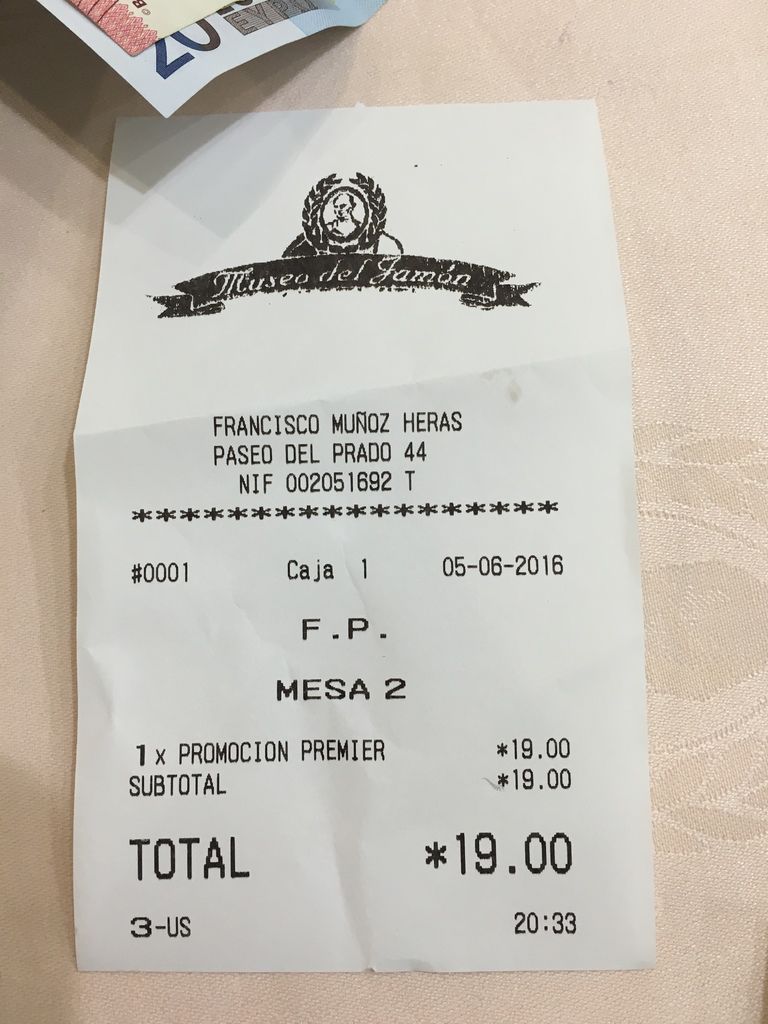 20
Museo del Jamón
FRANCISCO MUÑOZ HERAS
PASEO DEL PRADO 44
NIF 002051692 T
******************
#0001 Caja 1 05-06-2016
F.P.
MESA 2
1 x PROMOCION PREMIER *19.00
SUBTOTAL *19.00
TOTAL *19.00
3-US 20:33